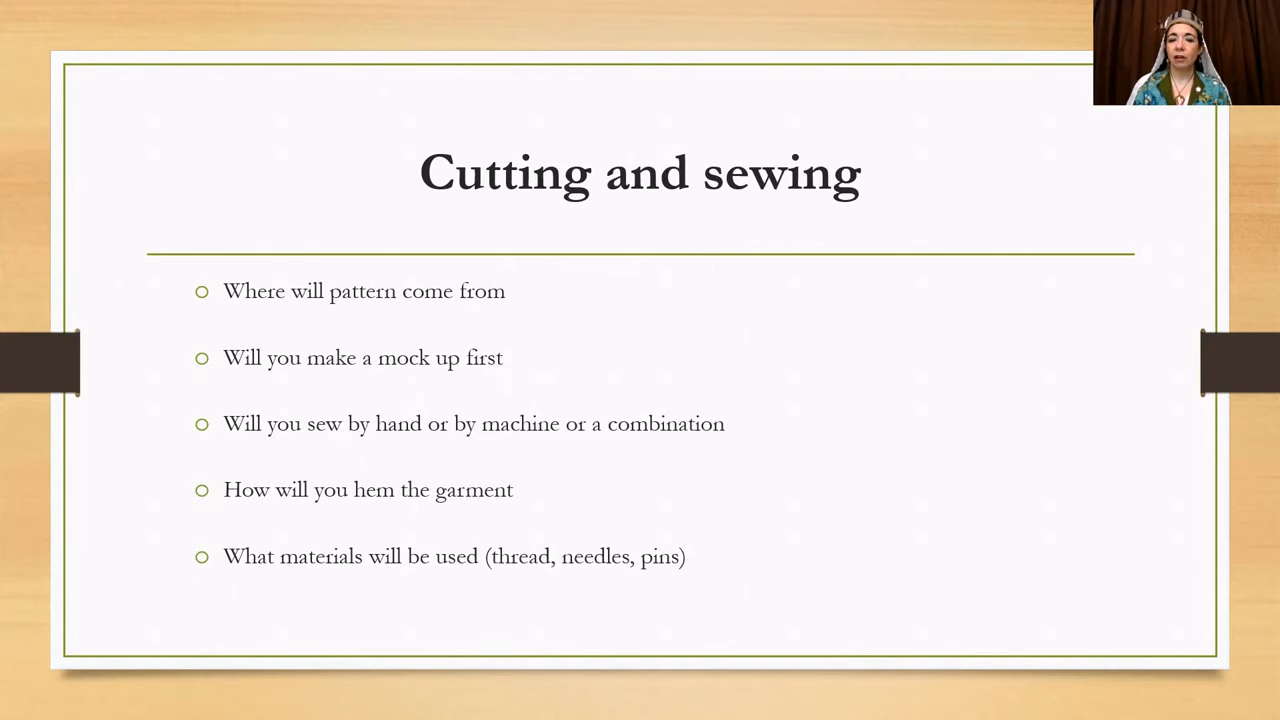 Cutting and sewing
Where will pattern come from
Will you make a mock up first
Will you sew by hand or by machine or a combination
How will you hem the garment
What materials will be used (thread, needles, pins)